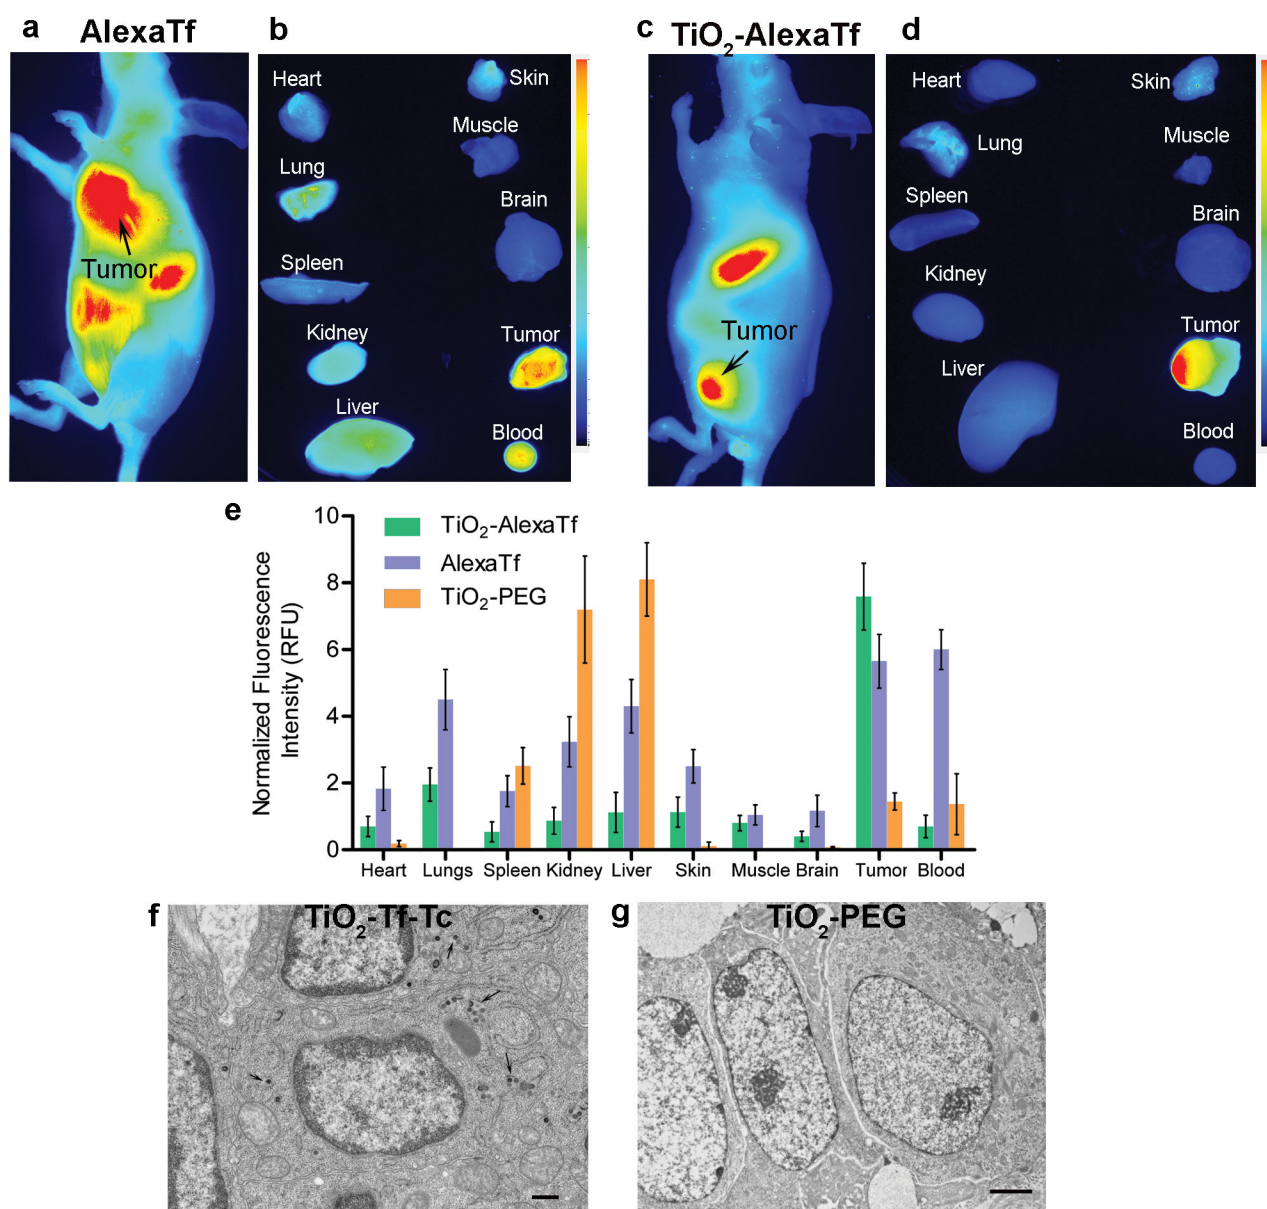 a AlexaTf
b
Heart
Skin
Muscle
Lung
Brain
Spleen
Kidney
Tumor
Liver
Blood
Tumor
c TiO2-AlexaTf
d
Heart
Skin
Lung
Muscle
Spleen
Brain
Kidney
Tumor
Liver
Blood
Tumor
e
TiO2-AlexaTf
AlexaTf
TiO2-PEG
Normalized Fluorescence
Intensity (RFU)
10
8
6
4
2
0
Heart Lungs Spleen Kidney Liver Skin Muscle Brain Tumor Blood
f TiO2-Tf-Tc
g TiO2-PEG